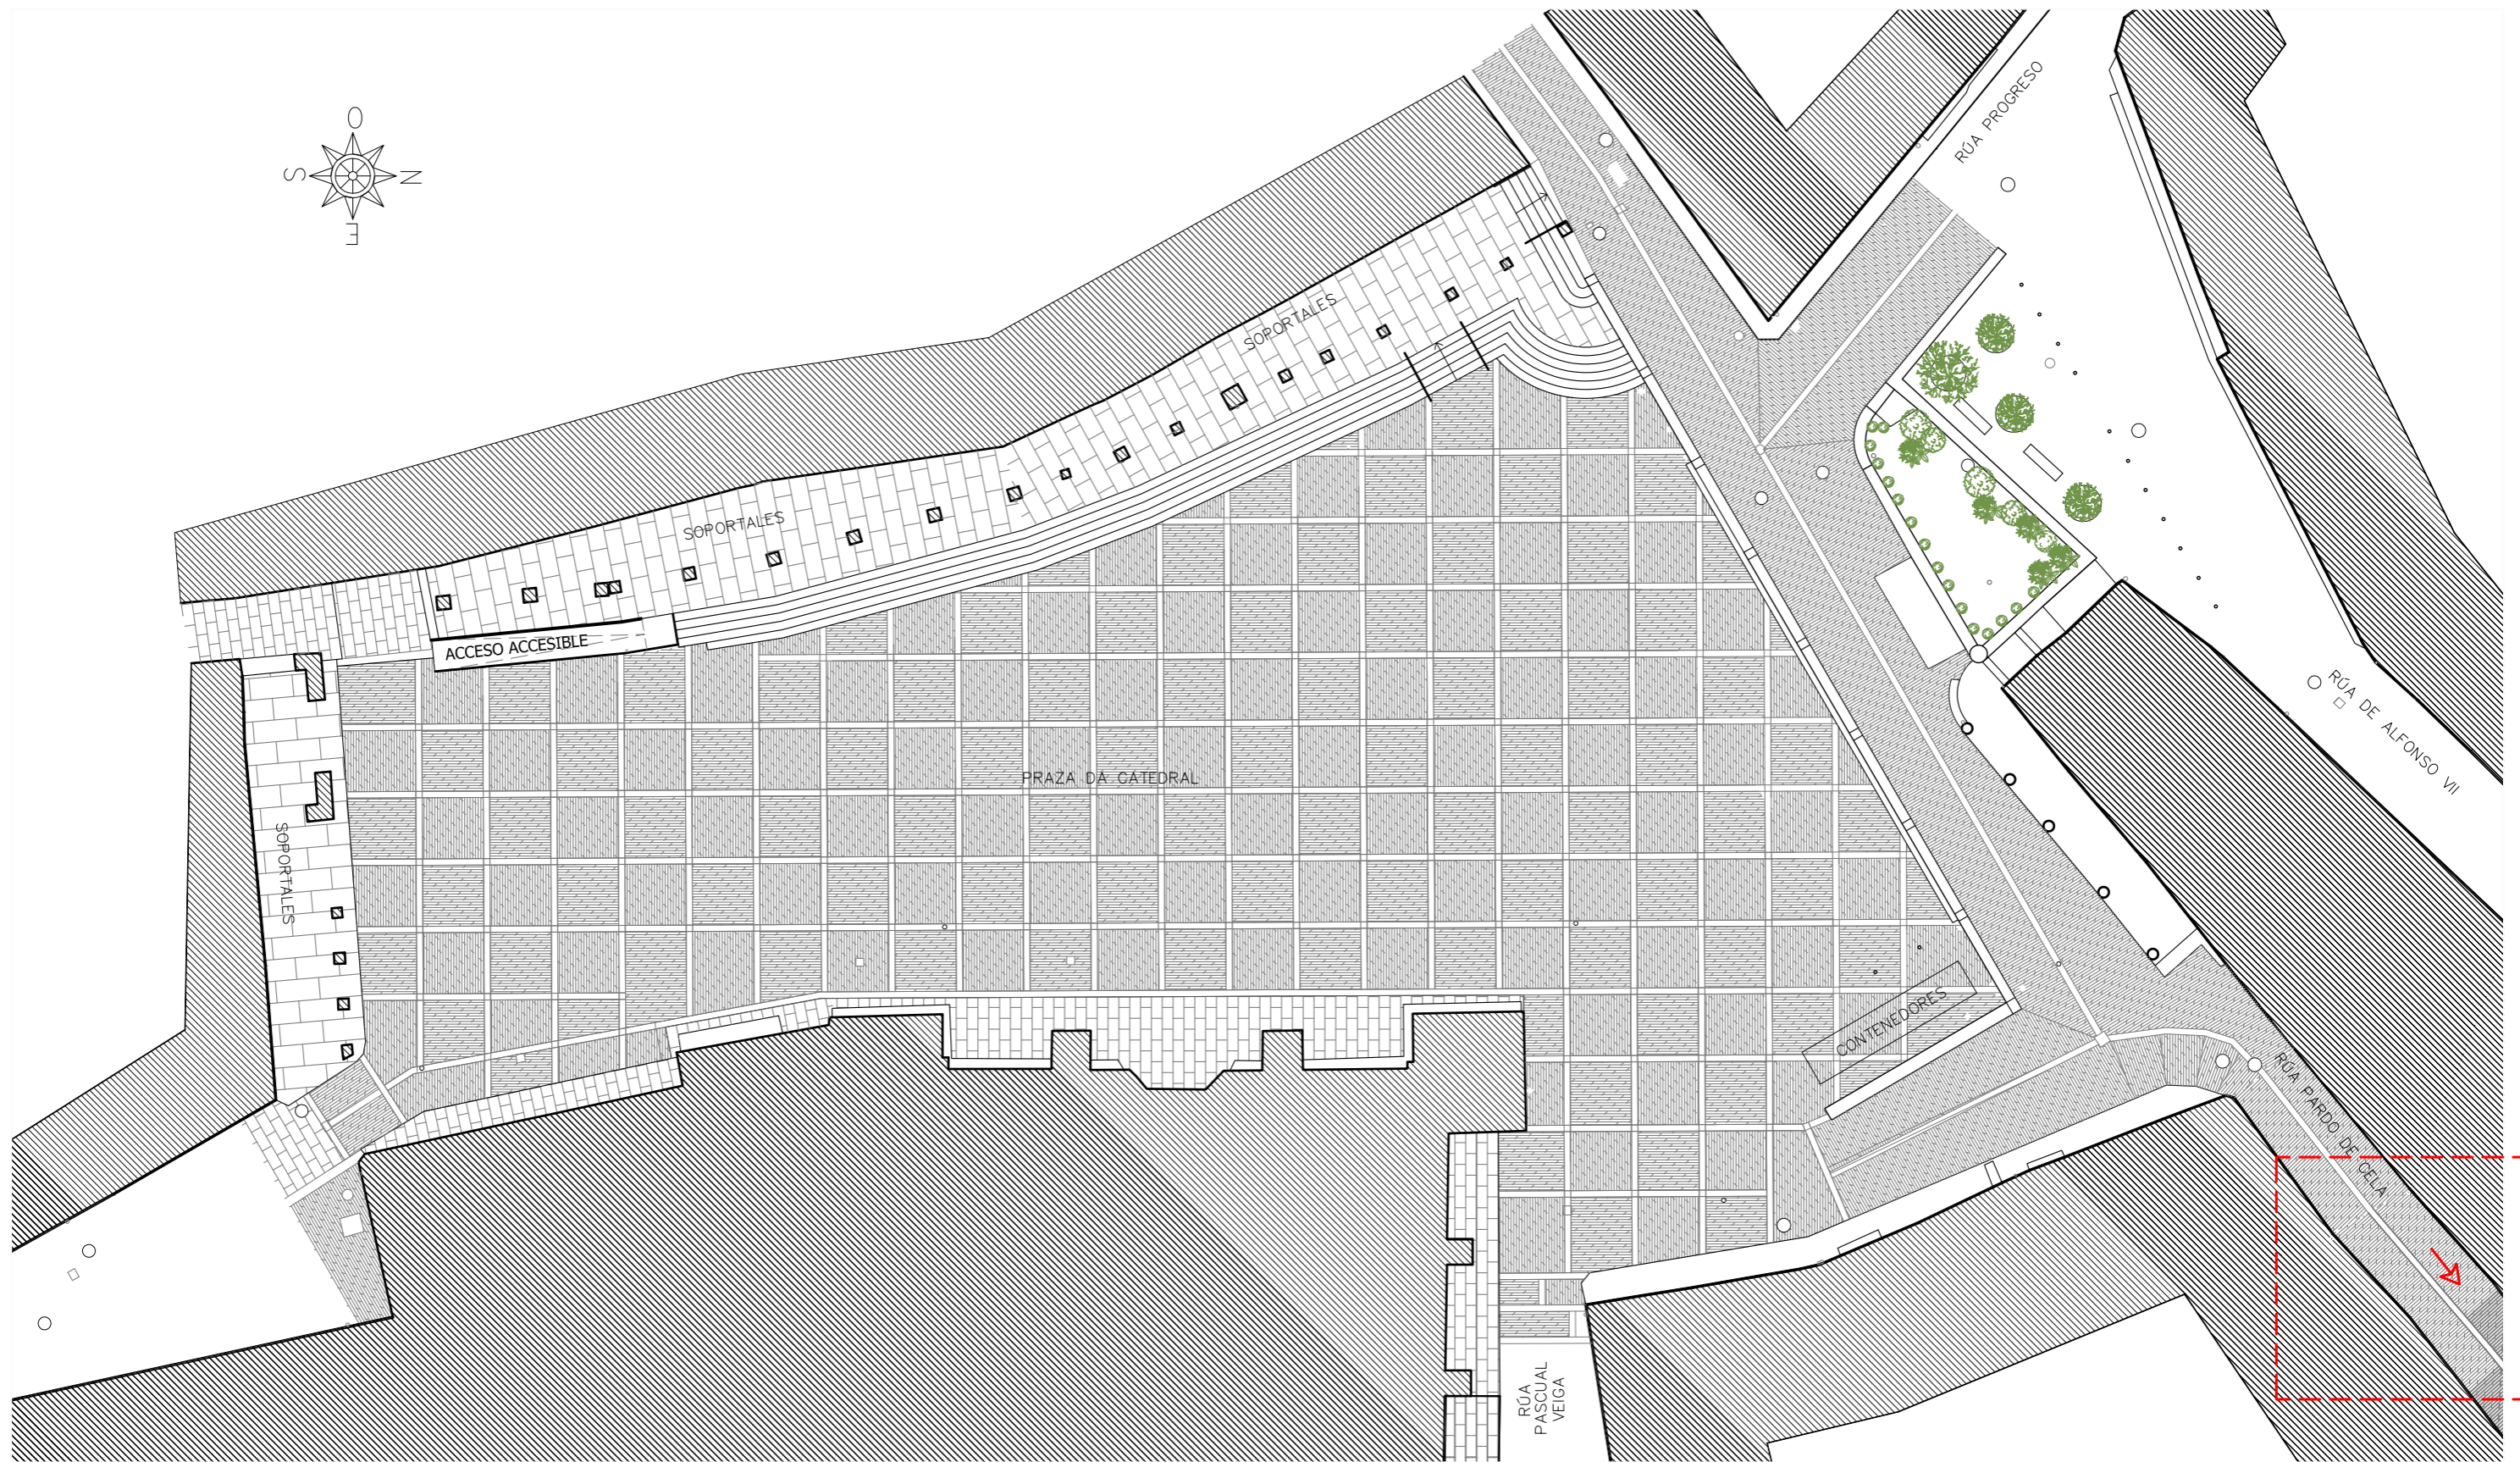 O
S
N
E
RÚA PROGRESO
SOPORTALES
SOPORTALES
ACCESO ACCESIBLE
RÚA DE ALFONSO VII
PRAZA DA CATEDRAL
SOPORTALES
CONTENEDORES
RÚA PARDO DE CELA
RÚA
PASCUAL
VEIGA